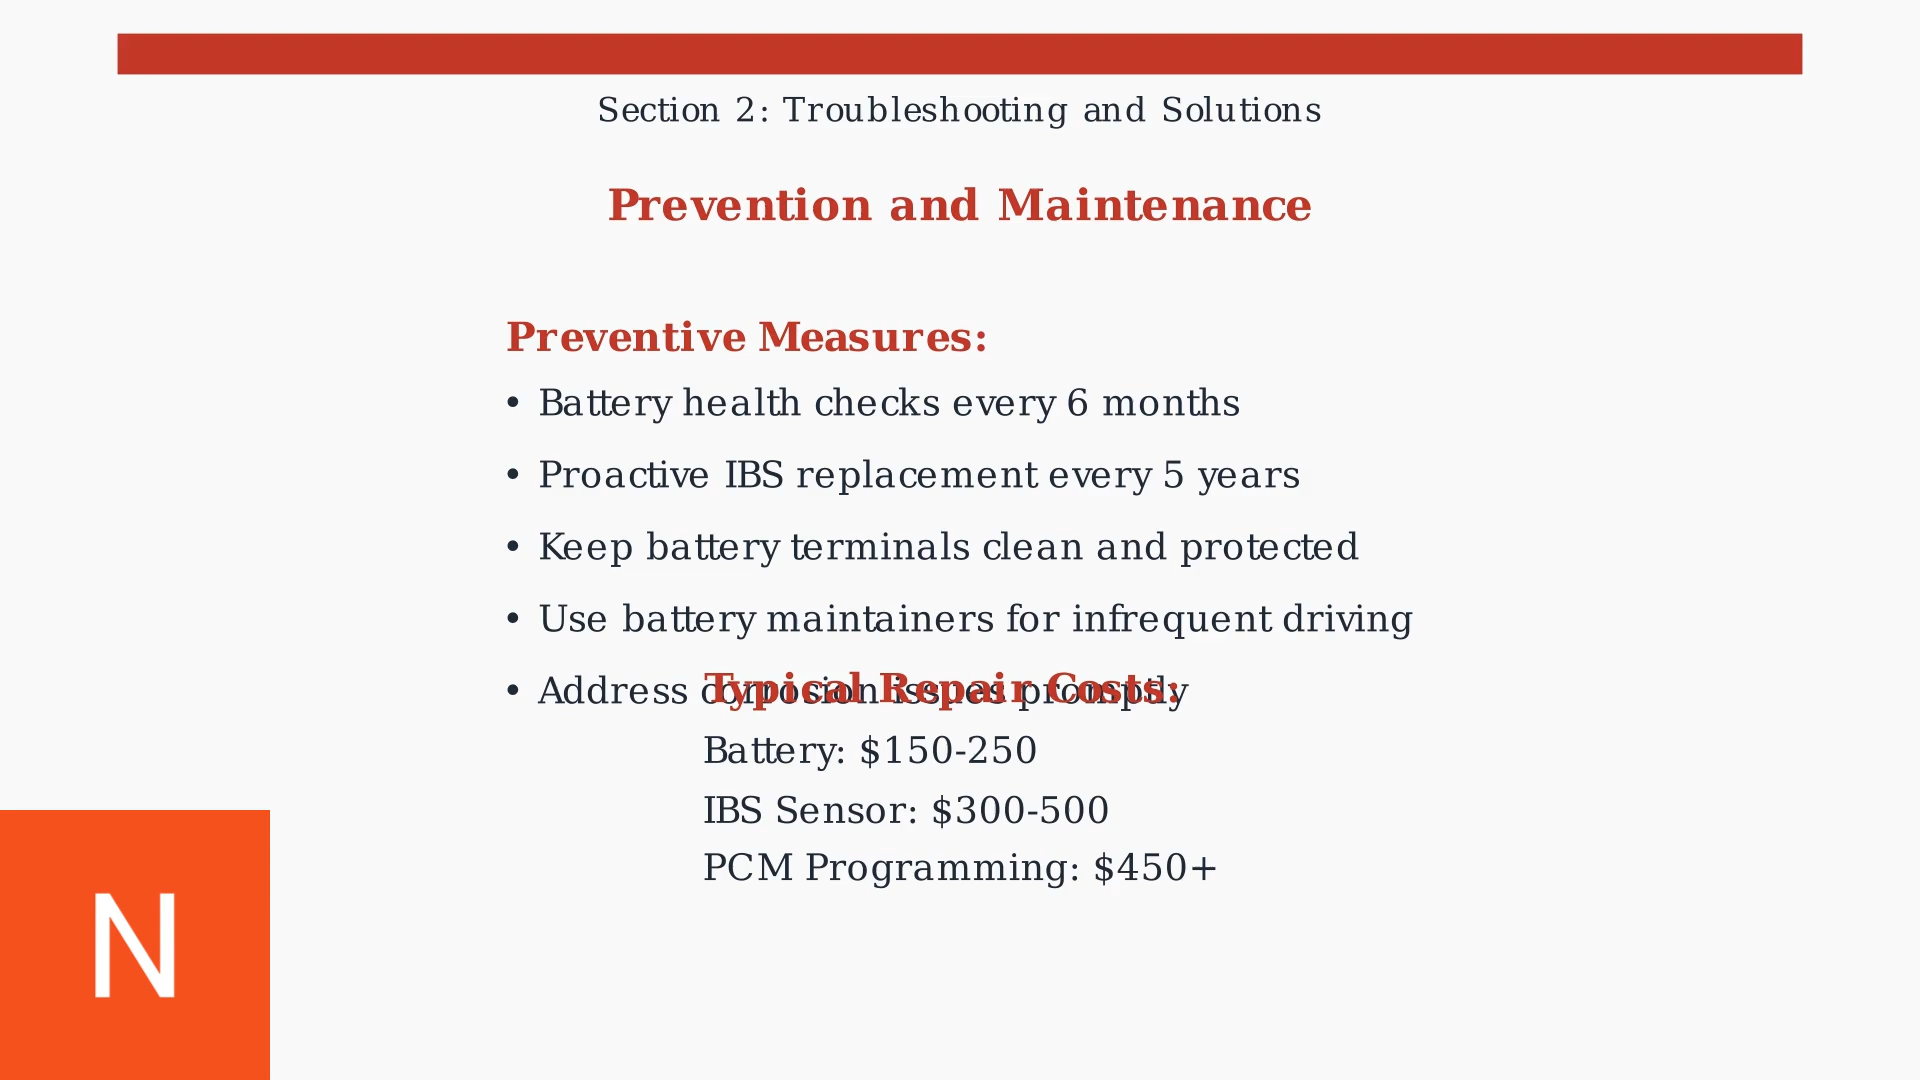 Section 2: Troubleshooting and Solutions
Prevention and Maintenance
Preventive Measures:
• Battery health checks every 6 months
• Proactive IBS replacement every 5 years
• Keep battery terminals clean and protected
• Use battery maintainers for infrequent driving
• Address corrosion issues promptly
Typical Repair Costs:
Battery: $150-250
IBS Sensor: $300-500
PCM Programming: $450+
N